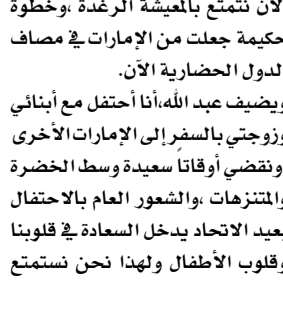 الآن نتمتع بالمعيشة الرغدة ،وخطوة
حكيمة جعلت من الإمارات في مصاف
الدول الحضارية الآن.
ويضيف عبد الله،أنا أحتفل مع أبنائي
وزوجتي بالسفر إلى الإمارات الأخرى
ونقضي أوقاتاً سعيدة وسط الخضرة
والمتنزهات ،والشعور العام بالاحتفال
بعيد الاتحاد يدخل السعادة في قلوبنا
وقلوب الأطفال ولهذا نحن نستمتع